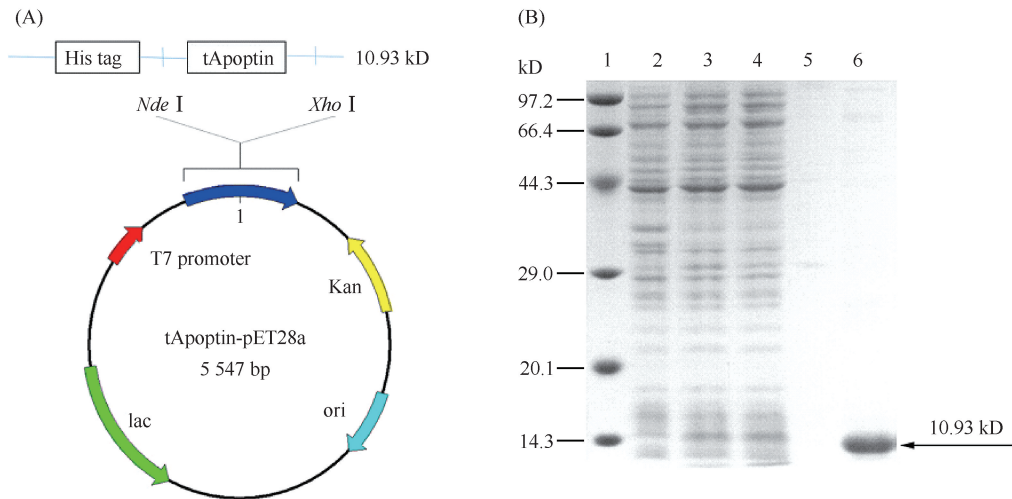 (A)
His tag tApoptin 10.93 kD
Nde Ⅰ Xho Ⅰ
1
T7 promoter
Kan
tApoptin-pET28a
5 547 bp
lac
ori
(B)
kD 1 2 3 4 5 6
97.2
66.4
44.3
29.0
20.1
14.3
10.93 kD